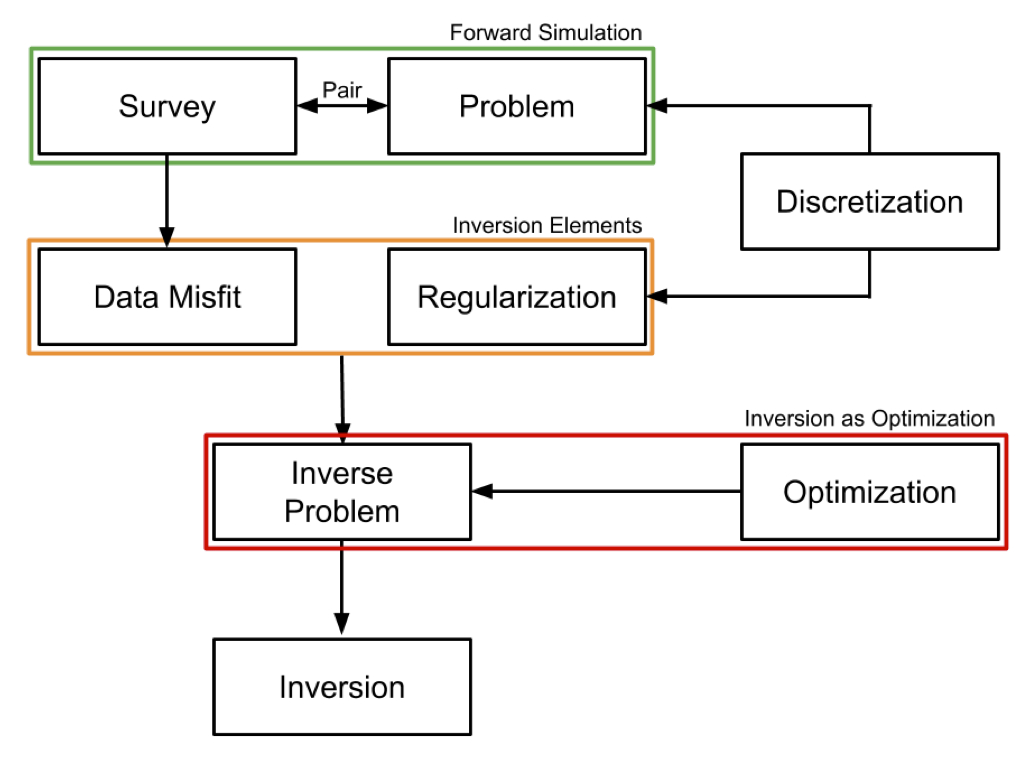 Forward Simulation
Survey
Pair
Problem
Discretization
Inversion Elements
Data Misfit
Regularization
Inversion as Optimization
Inverse
Problem
Optimization
Inversion